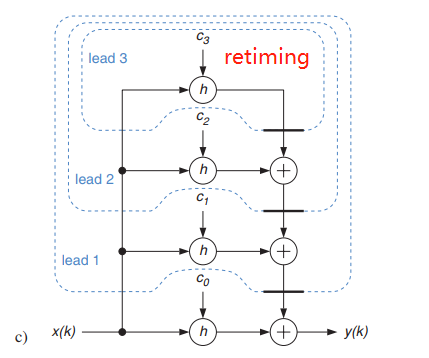 c₃
lead 3
retiming
h
c₂
lead 2
h
+
c₁
lead 1
h
+
c₀
c)
x(k)
h
+
y(k)